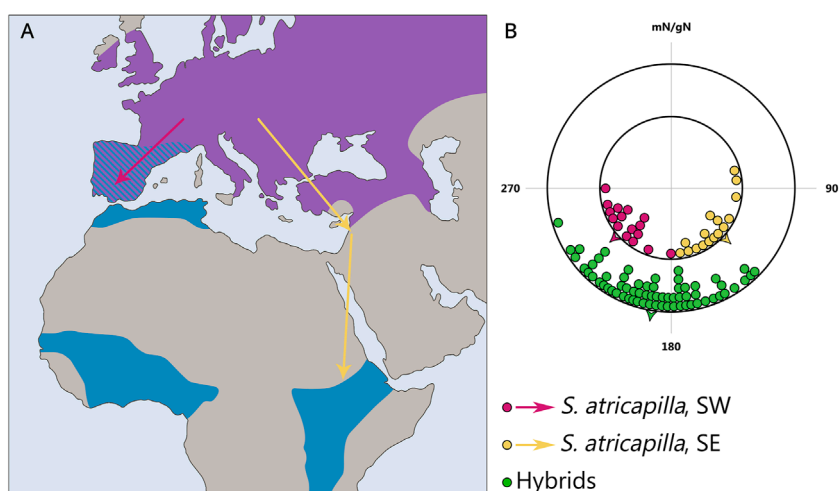 A
B
mN/gN
270
90
180
S. atricapilla, SW
S. atricapilla, SE
Hybrids